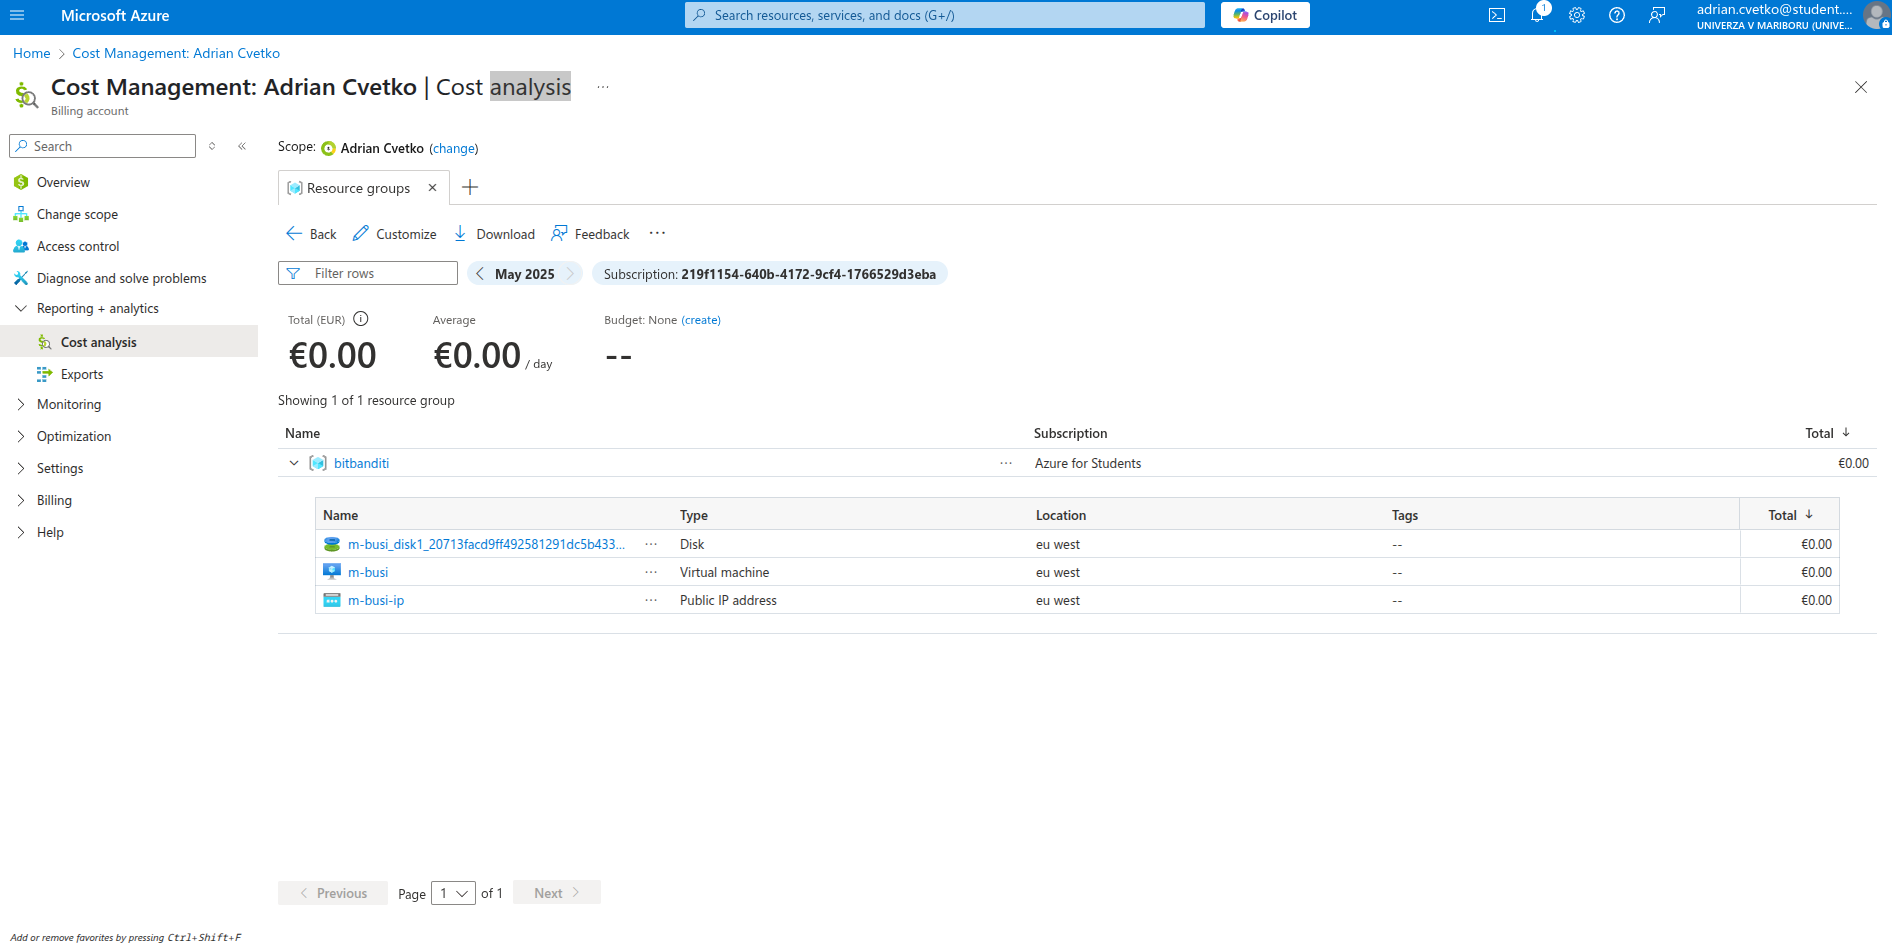 Microsoft Azure
Search resources, services, and docs (G+/)
Copilot
1
adrian.cvetko@student....
UNIVERZA V MARIBORU (UNIVE...
Home > Cost Management: Adrian Cvetko
Cost Management: Adrian Cvetko | Cost analysis ...
Billing account
Search
Overview
Change scope
Access control
Diagnose and solve problems
Reporting + analytics
Cost analysis
Exports
Monitoring
Optimization
Settings
Billing
Help
Scope: Adrian Cvetko (change)
Resource groups
Back Customize Download Feedback ...
Filter rows
May 2025
Subscription: 219f1154-640b-4172-9cf4-1766529d3eba
Total (EUR) Average Budget: None (create)
€0.00 €0.00 / day --
Showing 1 of 1 resource group
Name Subscription Total ↓
bitbanditi ... Azure for Students €0.00
Name Type Location Tags Total ↓
m-busi_disk1_20713facd9ff492581291dc5b433... ... Disk eu west -- €0.00
m-busi ... Virtual machine eu west -- €0.00
m-busi-ip ... Public IP address eu west -- €0.00
< Previous Page 1 of 1 Next >
Add or remove favorites by pressing Ctrl+Shift+F